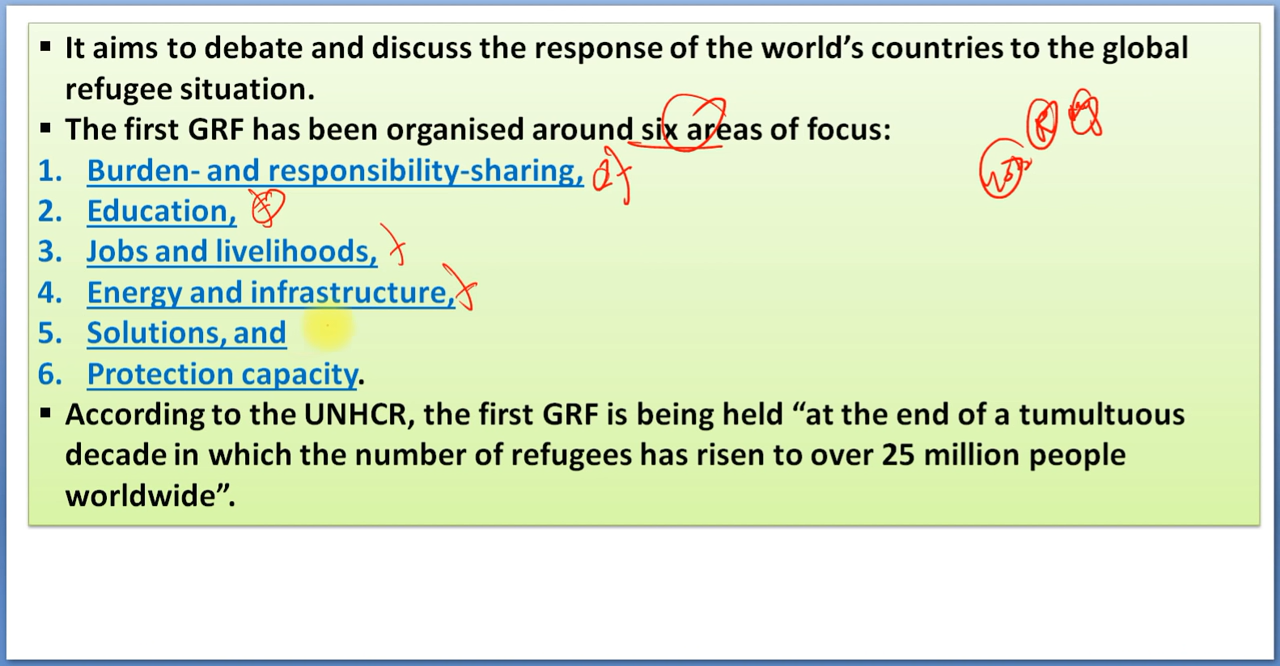 ▪ It aims to debate and discuss the response of the world's countries to the global
refugee situation.
▪ The first GRF has been organised around six areas of focus:
1. Burden- and responsibility-sharing,
2. Education,
3. Jobs and livelihoods,
4. Energy and infrastructure,
5. Solutions, and
6. Protection capacity.
▪ According to the UNHCR, the first GRF is being held “at the end of a tumultuous
decade in which the number of refugees has risen to over 25 million people
worldwide”.